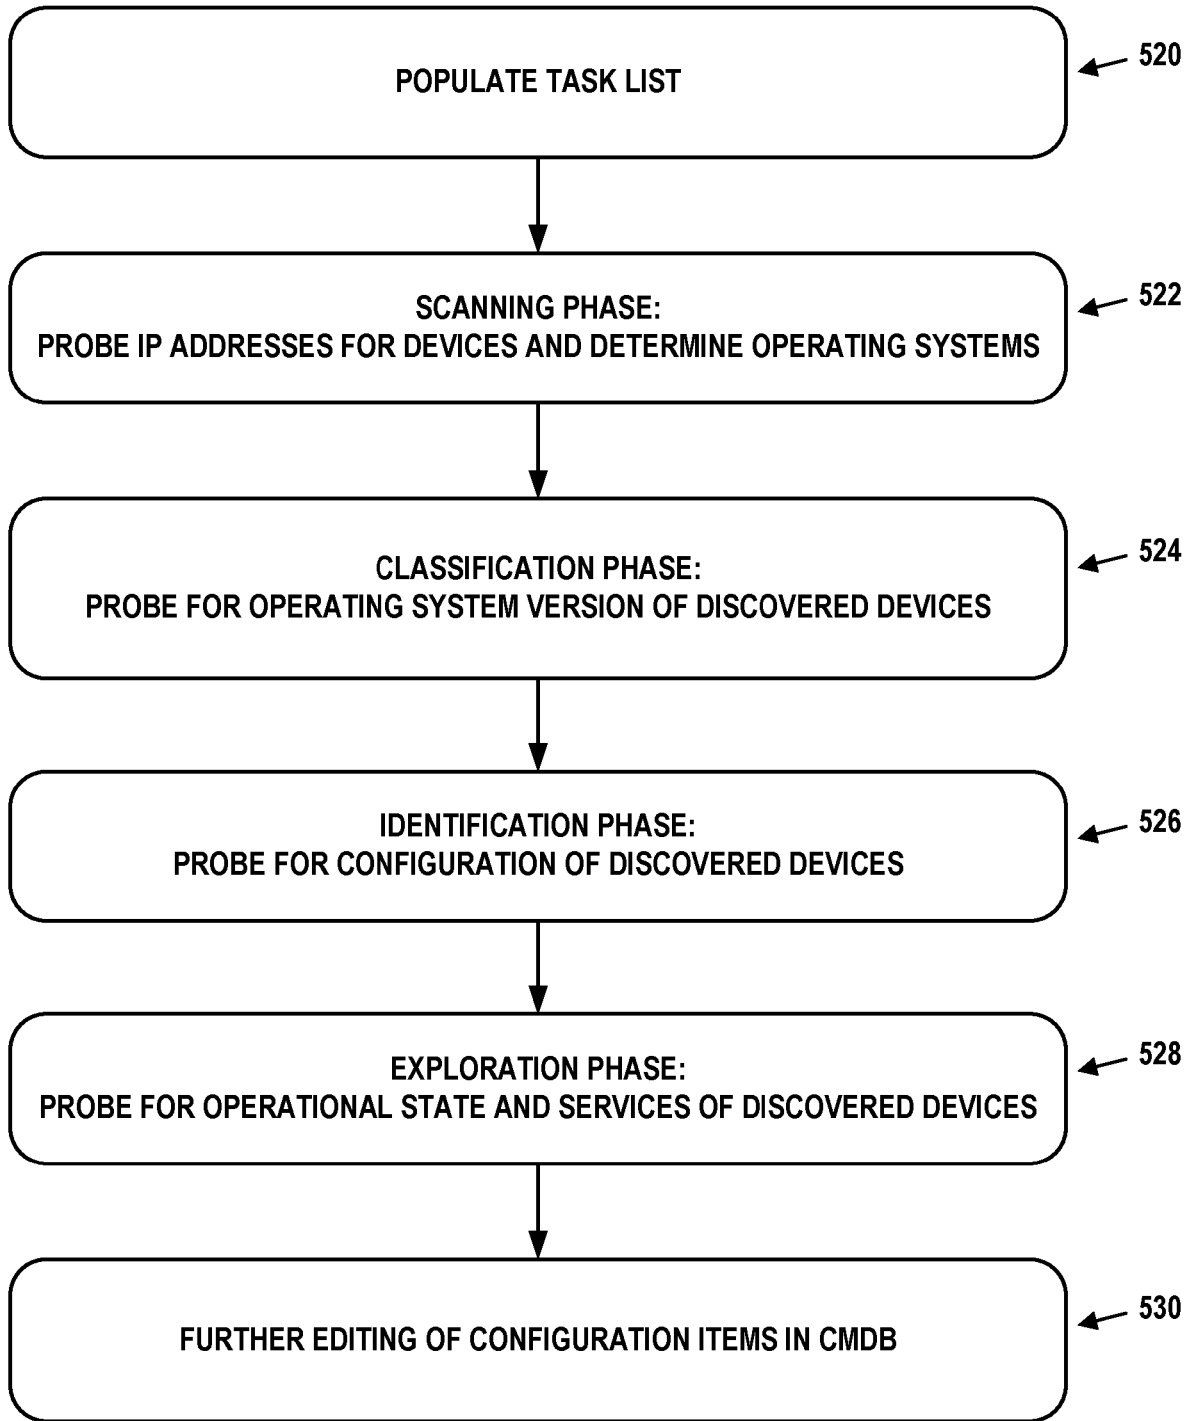 POPULATE TASK LIST
520
SCANNING PHASE:
PROBE IP ADDRESSES FOR DEVICES AND DETERMINE OPERATING SYSTEMS
522
CLASSIFICATION PHASE:
PROBE FOR OPERATING SYSTEM VERSION OF DISCOVERED DEVICES
524
IDENTIFICATION PHASE:
PROBE FOR CONFIGURATION OF DISCOVERED DEVICES
526
EXPLORATION PHASE:
PROBE FOR OPERATIONAL STATE AND SERVICES OF DISCOVERED DEVICES
528
FURTHER EDITING OF CONFIGURATION ITEMS IN CMDB
530